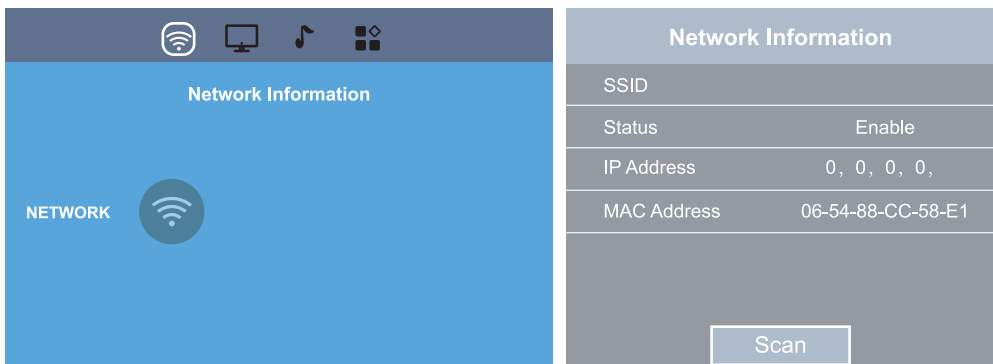 Network Information
NETWORK
Network Information
SSID
Status Enable
IP Address 0, 0, 0, 0,
MAC Address 06-54-88-CC-58-E1
Scan